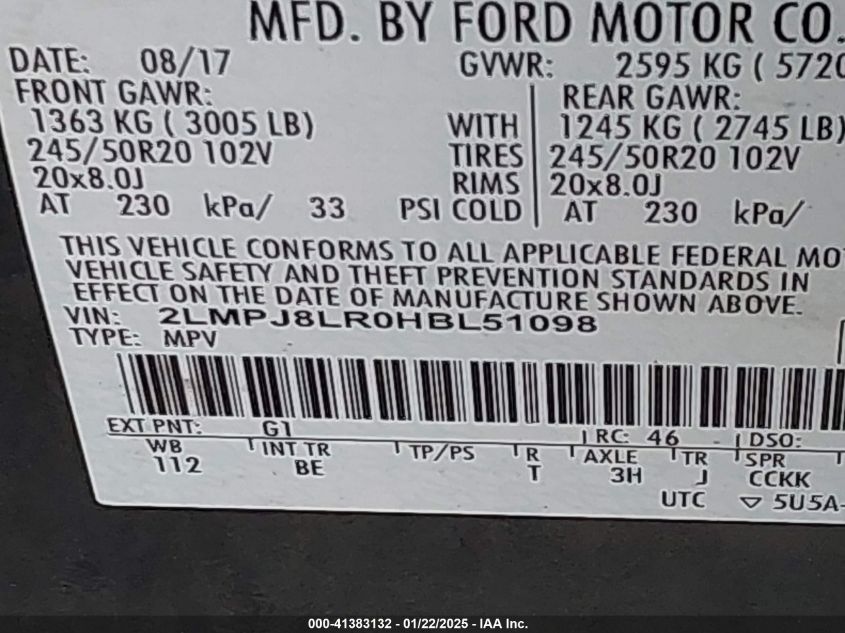 MFD. BY FORD MOTOR CO.
DATE: 08/17 GVWR: 2595 KG ( 5720
FRONT GAWR: REAR GAWR:
1363 KG ( 3005 LB) WITH 1245 KG ( 2745 LB)
245/50R20 102V TIRES 245/50R20 102V
20x8.0J RIMS 20x8.0J
AT 230 kPa/ 33 PSI COLD AT 230 kPa/
THIS VEHICLE CONFORMS TO ALL APPLICABLE FEDERAL MO
VEHICLE SAFETY AND THEFT PREVENTION STANDARDS IN
EFFECT ON THE DATE OF MANUFACTURE SHOWN ABOVE.
VIN: 2LMPJ8LR0HBL51098
TYPE: MPV
EXT PNT: G1 RC: 46 DSO:
WB INT TR TP/PS R AXLE TR SPR
112 BE T 3H J CCKK
UTC ▽ 5U5A-
000-41383132 - 01/22/2025 - IAA Inc.